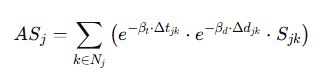 AS_j = \sum_{k \in N_j} \left( e^{-\beta_t \cdot \Delta t_{jk}} \cdot e^{-\beta_d \cdot \Delta d_{jk}} \cdot S_{jk} \right)